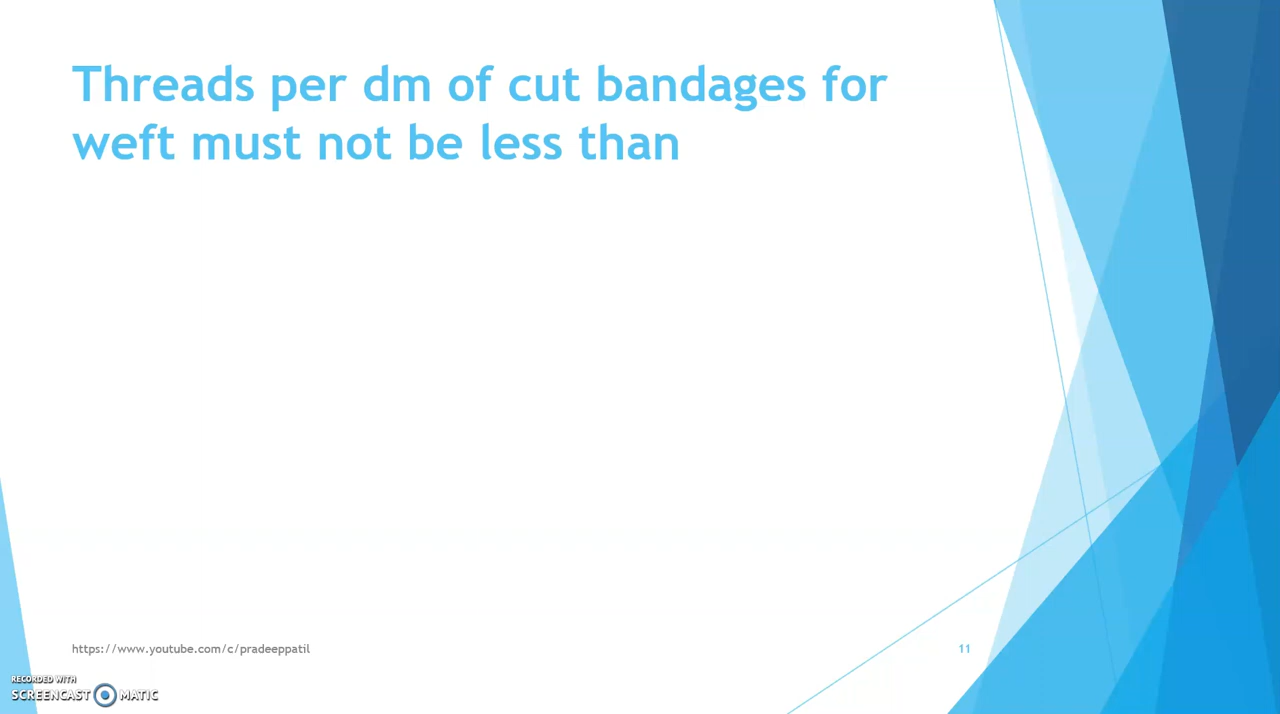 Threads per dm of cut bandages for
weft must not be less than
https://www.youtube.com/c/pradeeppatil
11
RECORDED WITH
SCREENCAST MATIC